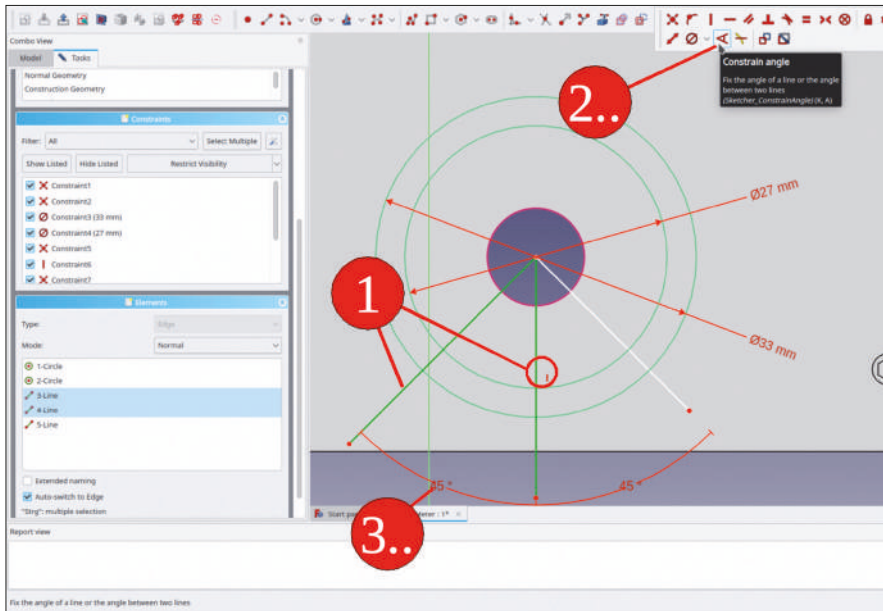 Combo View
Model
Tasks
Normal Geometry
Construction Geometry
Constraints
Filter:
All
Select Multiple
Show Listed
Hide Listed
Restrict Visibility
Constraint1
Constraint2
Constraint3 (33 mm)
Constraint4 (27 mm)
Constraint5
Constraint6
Constraint7
Elements
Type:
Edge
Mode:
Normal
1-Circle
2-Circle
3-Line
4-Line
5-Line
Extended naming
Auto-switch to Edge
"Ding": multiple selection
Constrain angle
Fix the angle of a line or the angle
between two lines
(Sketcher_ConstrainAngle) (K, A)
2..
Ø27 mm
1
Ø33 mm
45 °
45 °
3..
Start pa
: 1*
Report view
Fix the angle of a line or the angle between two lines